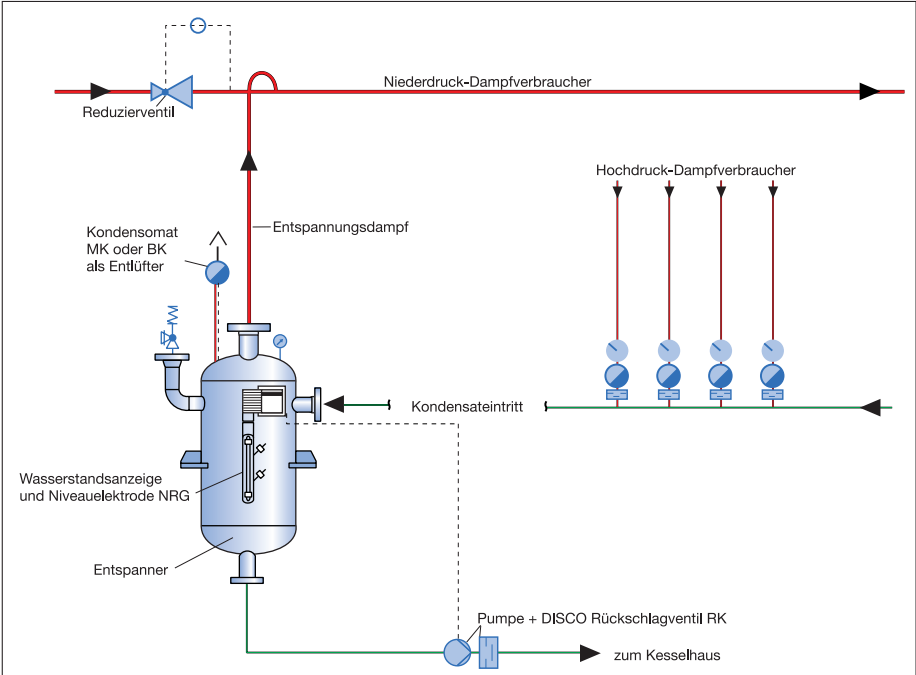 Niederdruck-Dampfverbraucher
Reduzierventil
Hochdruck-Dampfverbraucher
Entspannungsdampf
Kondensomat
MK oder BK
als Entlüfter
Kondensateintritt
Wasserstandsanzeige
und Niveauelektrode NRG
Entspanner
Pumpe + DISCO Rückschlagventil RK
zum Kesselhaus